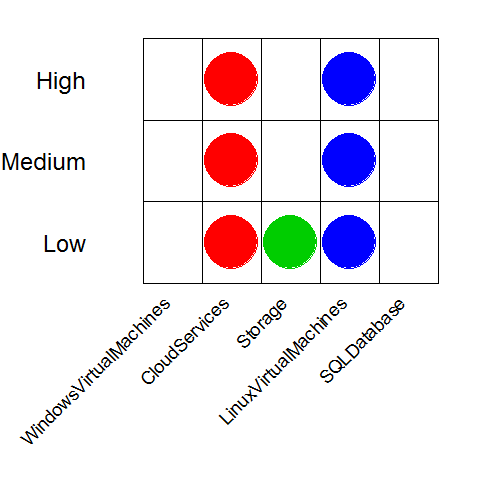 High
Medium
Low
WindowsVirtualMachines
CloudServices
Storage
LinuxVirtualMachines
SQLDatabase